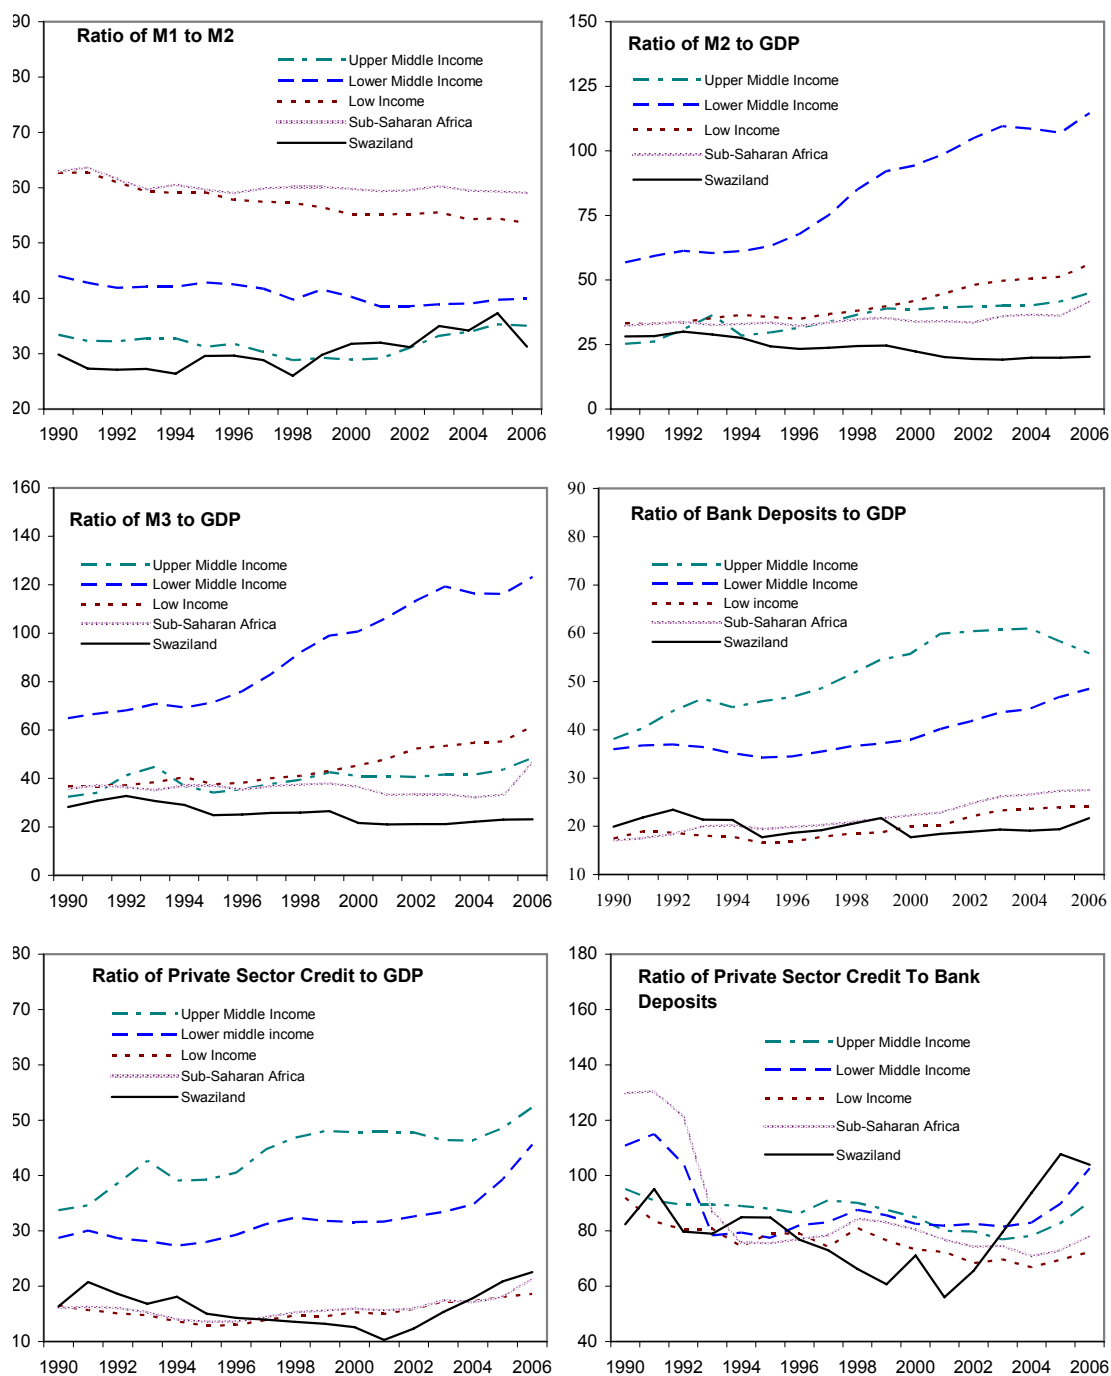 Ratio of M1 to M2
Upper Middle Income
Lower Middle Income
Low Income
Sub-Saharan Africa
Swaziland
90
80
70
60
50
40
30
20
1990 1992 1994 1996 1998 2000 2002 2004 2006
Ratio of M2 to GDP
Upper Middle Income
Lower Middle Income
Low Income
Sub-Saharan Africa
Swaziland
150
125
100
75
50
25
0
1990 1992 1994 1996 1998 2000 2002 2004 2006
Ratio of M3 to GDP
Upper Middle Income
Lower Middle Income
Low Income
Sub-Saharan Africa
Swaziland
160
140
120
100
80
60
40
20
0
1990 1992 1994 1996 1998 2000 2002 2004 2006
Ratio of Bank Deposits to GDP
Upper Middle Income
Lower Middle Income
Low income
Sub-Saharan Africa
Swaziland
90
80
70
60
50
40
30
20
10
1990 1992 1994 1996 1998 2000 2002 2004 2006
Ratio of Private Sector Credit to GDP
Upper Middle Income
Lower middle income
Low Income
Sub-Saharan Africa
Swaziland
80
70
60
50
40
30
20
10
1990 1992 1994 1996 1998 2000 2002 2004 2006
Ratio of Private Sector Credit To Bank
Deposits
Upper Middle Income
Lower Middle Income
Low Income
Sub-Saharan Africa
Swaziland
180
160
140
120
100
80
60
40
1990 1992 1994 1996 1998 2000 2002 2004 2006